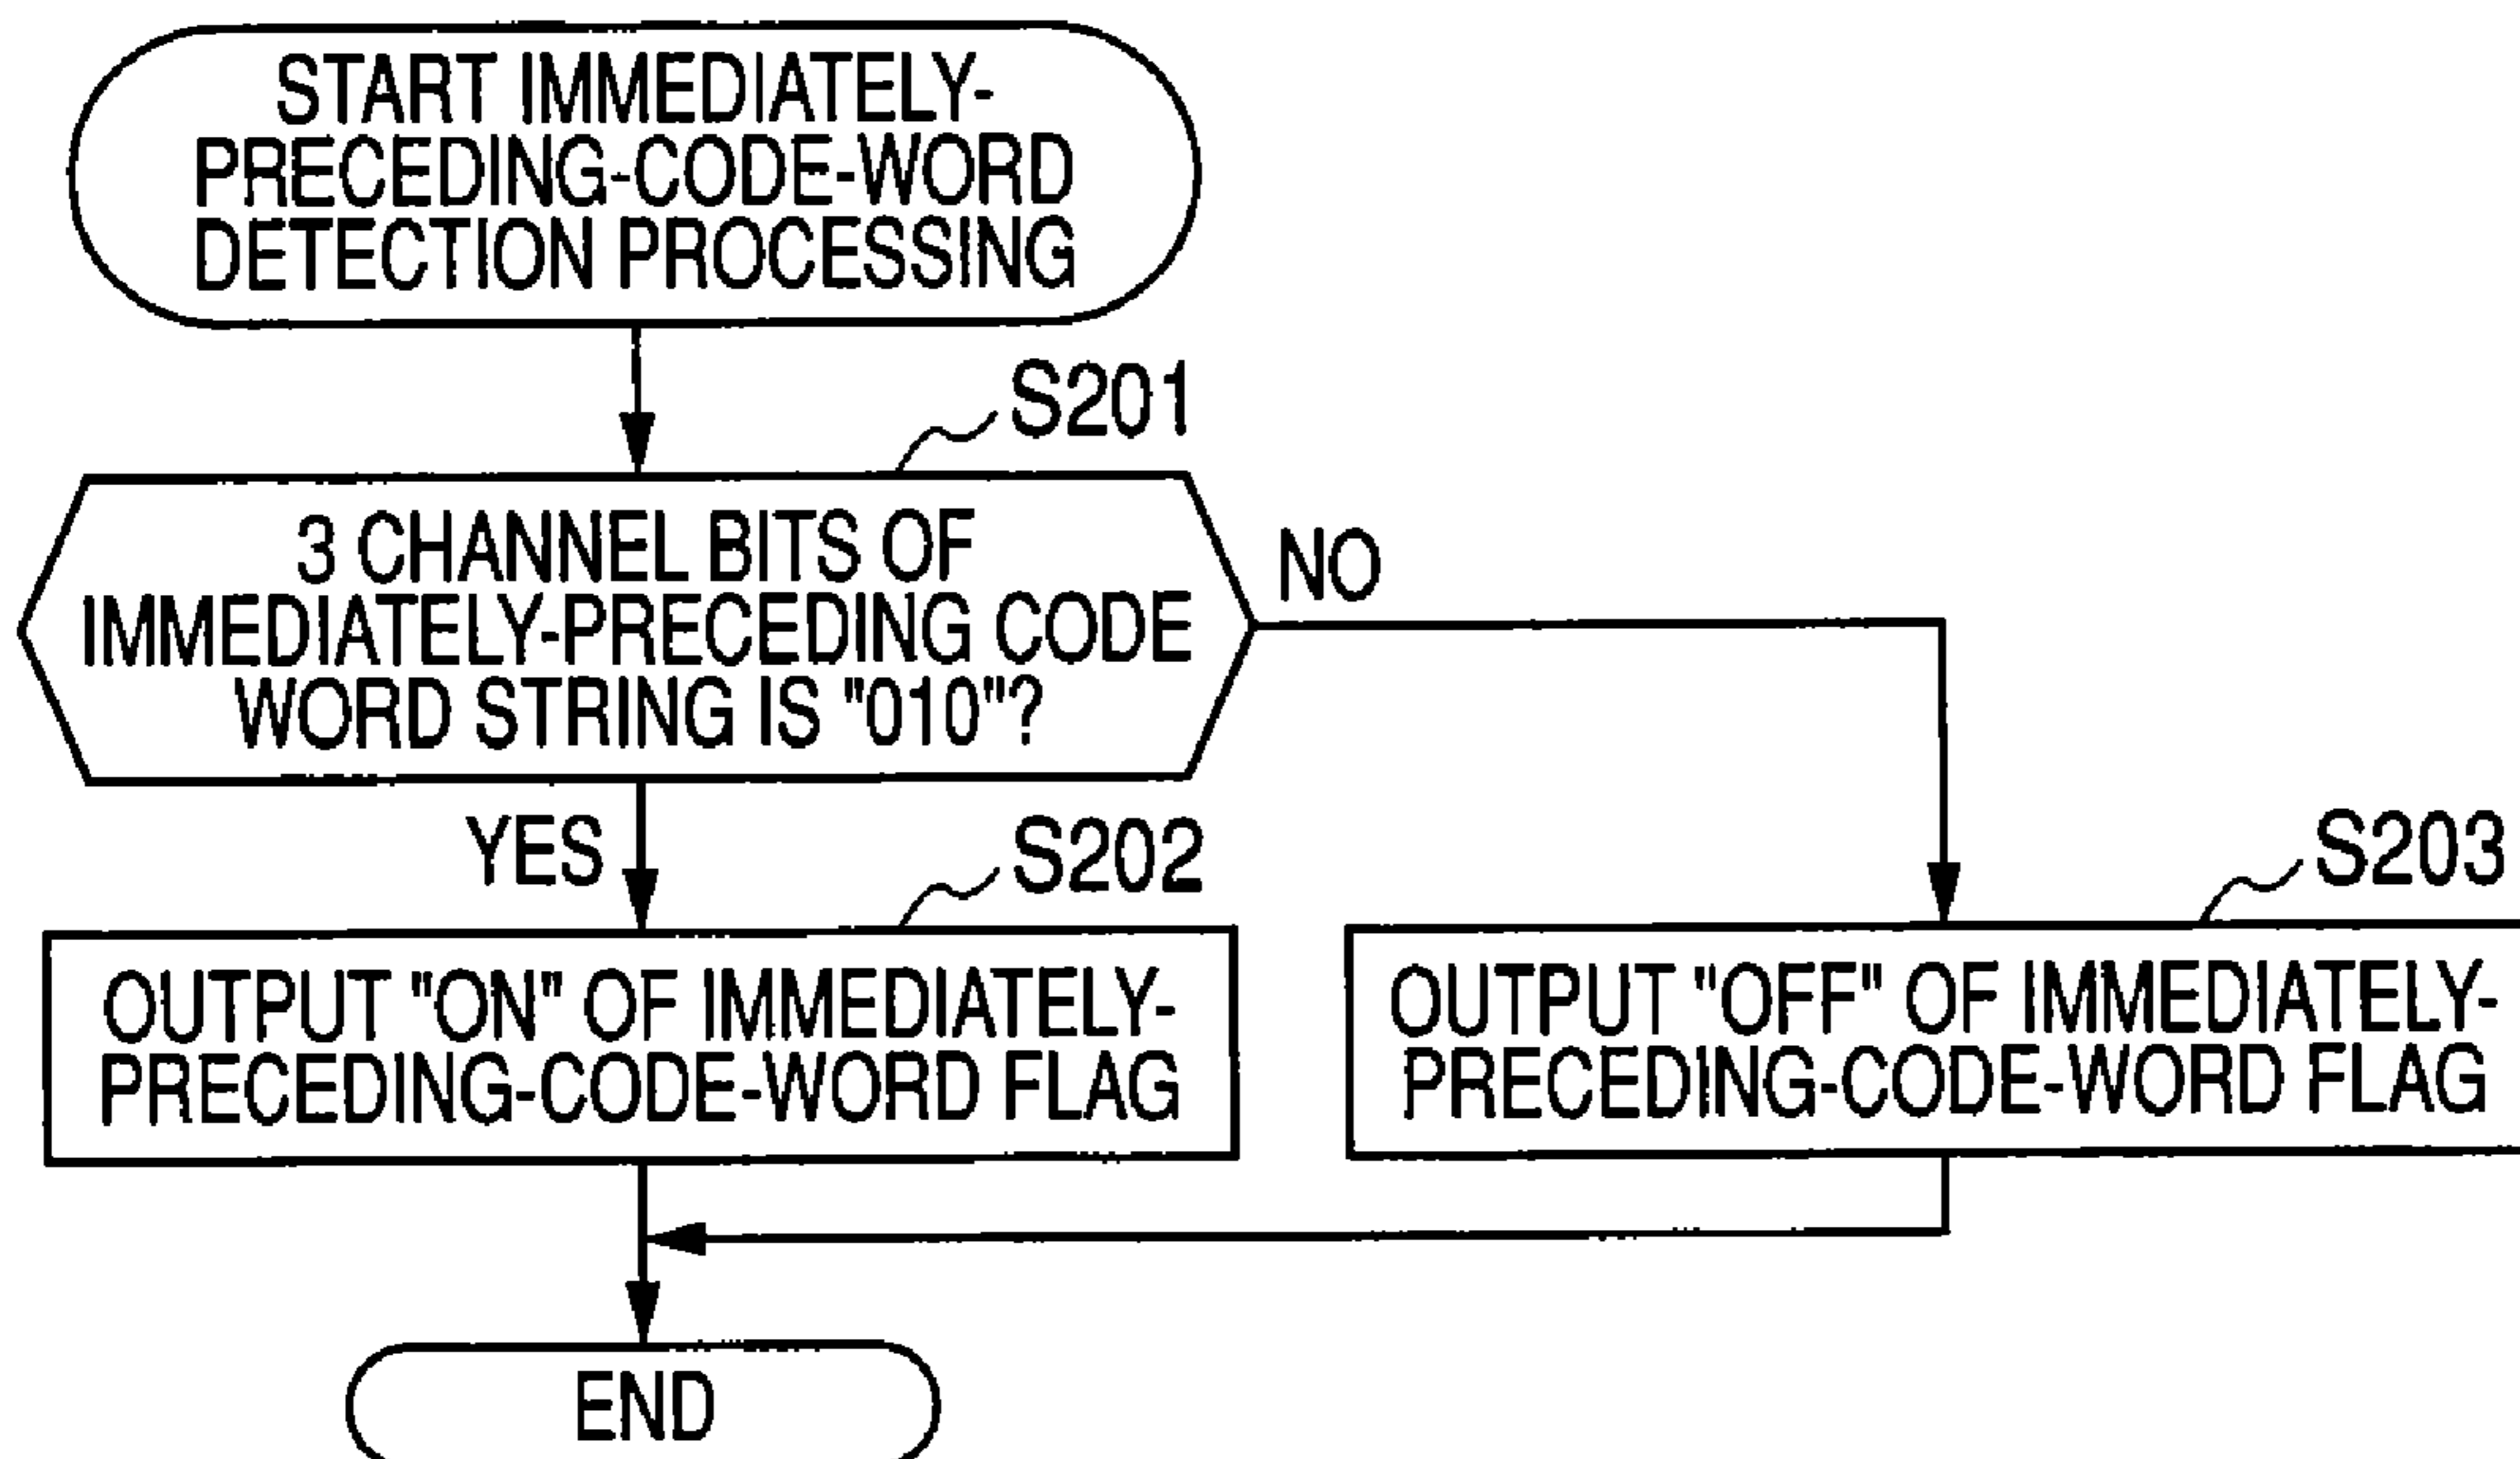 START IMMEDIATELY-
PRECEDING-CODE-WORD
DETECTION PROCESSING
S201
3 CHANNEL BITS OF
IMMEDIATELY-PRECEDING CODE
WORD STRING IS "010"?
NO
YES
S202
S203
OUTPUT "ON" OF IMMEDIATELY-
PRECEDING-CODE-WORD FLAG
OUTPUT "OFF" OF IMMEDIATELY-
PRECEDING-CODE-WORD FLAG
END